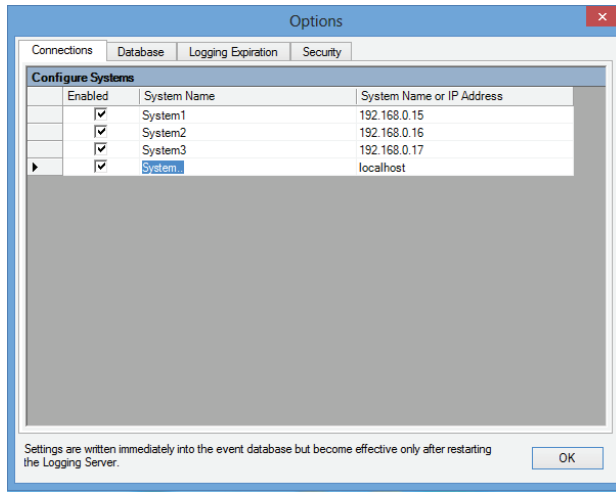 Options
Connections Database Logging Expiration Security
Configure Systems
Enabled System Name System Name or IP Address
System1 192.168.0.15
System2 192.168.0.16
System3 192.168.0.17
System.. localhost
Settings are written immediately into the event database but become effective only after restarting
the Logging Server.
OK